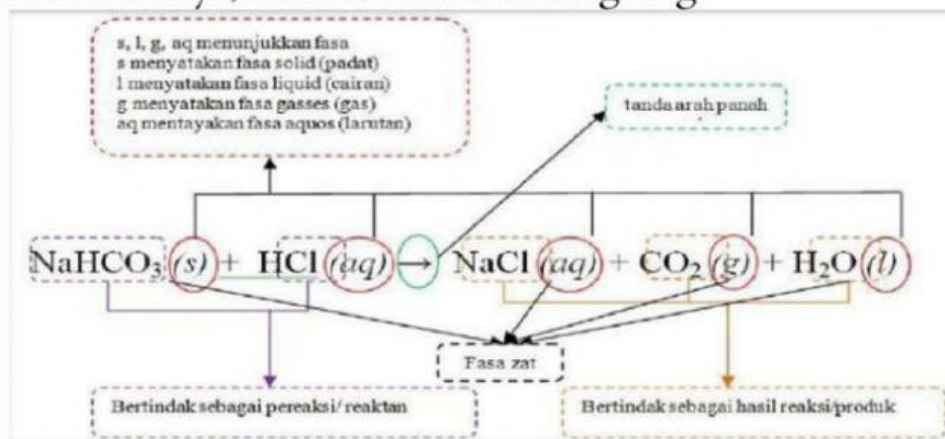 s, l, g, aq menunjukkan fasa
s menyatakan fasa solid (padat)
l menyatakan fasa liquid (cairan)
g menyatakan fasa gasses (gas)
aq mentayakan fasa aquos (larutan)
tanda arah panah
NaHCO₃ (s) + HCl (aq) → NaCl (aq) + CO₂ (g) + H₂O (l)
Fasa zat
Bertindak sebagai pereaksi/reaktan
Bertindak sebagai hasil reaksi/produk